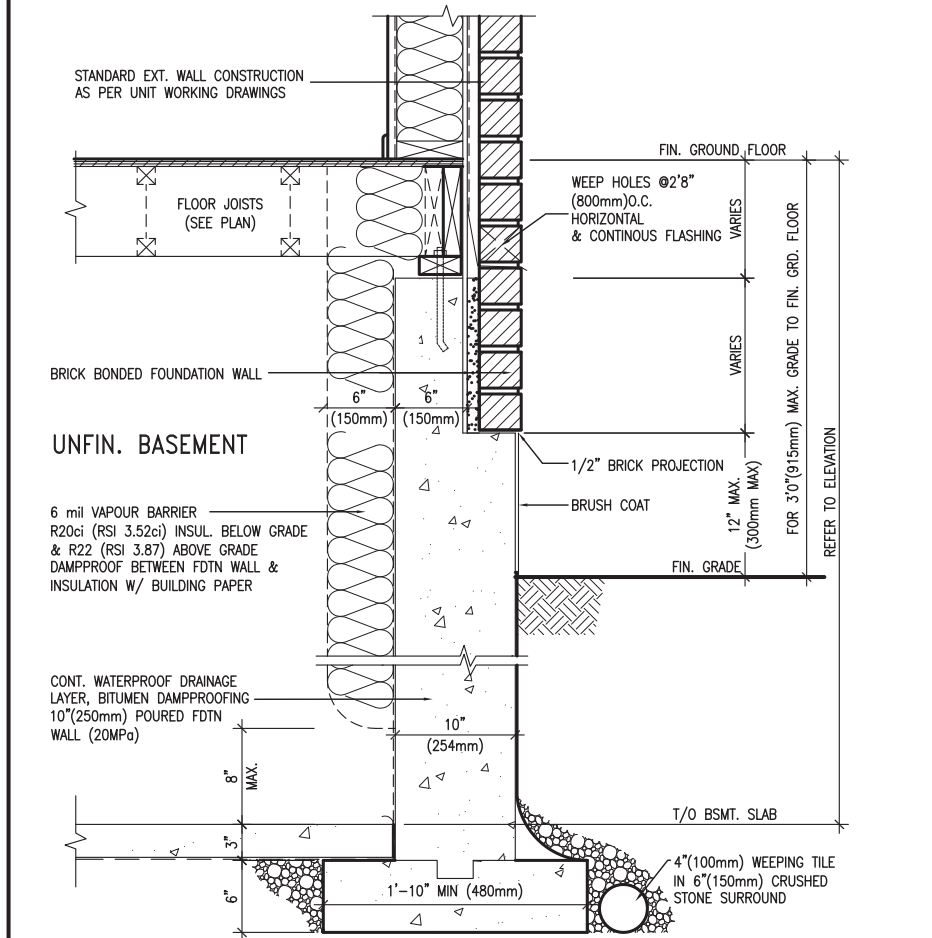 STANDARD EXT. WALL CONSTRUCTION
AS PER UNIT WORKING DRAWINGS
FIN. GROUND FLOOR
FLOOR JOISTS
(SEE PLAN)
WEEP HOLES @2'8"
(800mm)O.C.
HORIZONTAL
& CONTINOUS FLASHING
VARIES
VARIES
FOR 3'0"(915mm) MAX. GRADE TO FIN. GRD. FLOOR
REFER TO ELEVATION
BRICK BONDED FOUNDATION WALL
6"
(150mm)
6"
(150mm)
UNFIN. BASEMENT
1/2" BRICK PROJECTION
BRUSH COAT
12" MAX.
(300mm MAX)
6 mil VAPOUR BARRIER
R20ci (RSI 3.52ci) INSUL. BELOW GRADE
& R22 (RSI 3.87) ABOVE GRADE
DAMPPROOF BETWEEN FDTN WALL &
INSULATION W/ BUILDING PAPER
FIN. GRADE
CONT. WATERPROOF DRAINAGE
LAYER, BITUMEN DAMPPROOFING
10"(250mm) POURED FDTN
WALL (20MPa)
10"
(254mm)
8"
MAX.
T/O BSMT. SLAB
3"
6"
1'-10" MIN (480mm)
4"(100mm) WEEPING TILE
IN 6"(150mm) CRUSHED
STONE SURROUND